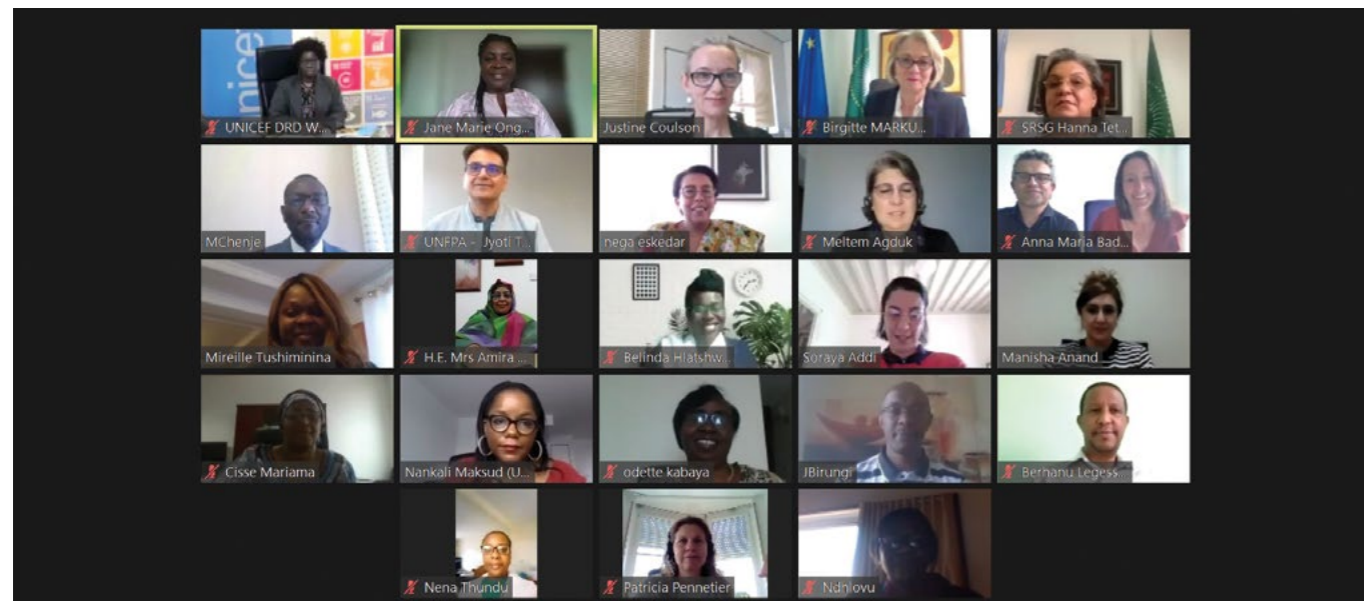 unicef
UNICEF DRD W...
Jane Marie Ong...
Justine Coulson
Birgitte MARKU...
SRSG Hanna Tet...
MChenje
UNFPA - Jyoti T...
nega eskedar
Meltem Agduk
Anna Maria Bad...
Mireille Tushiminina
H.E. Mrs Amira ...
Belinda Hlatshw...
Soraya Addi
Manisha Anand
Cisse Mariama
Nankali Maksud (U...
odette kabaya
JBirungi
Berhanu Legess...
Nena Thundu
Patricia Pennetier
Ndhlovu